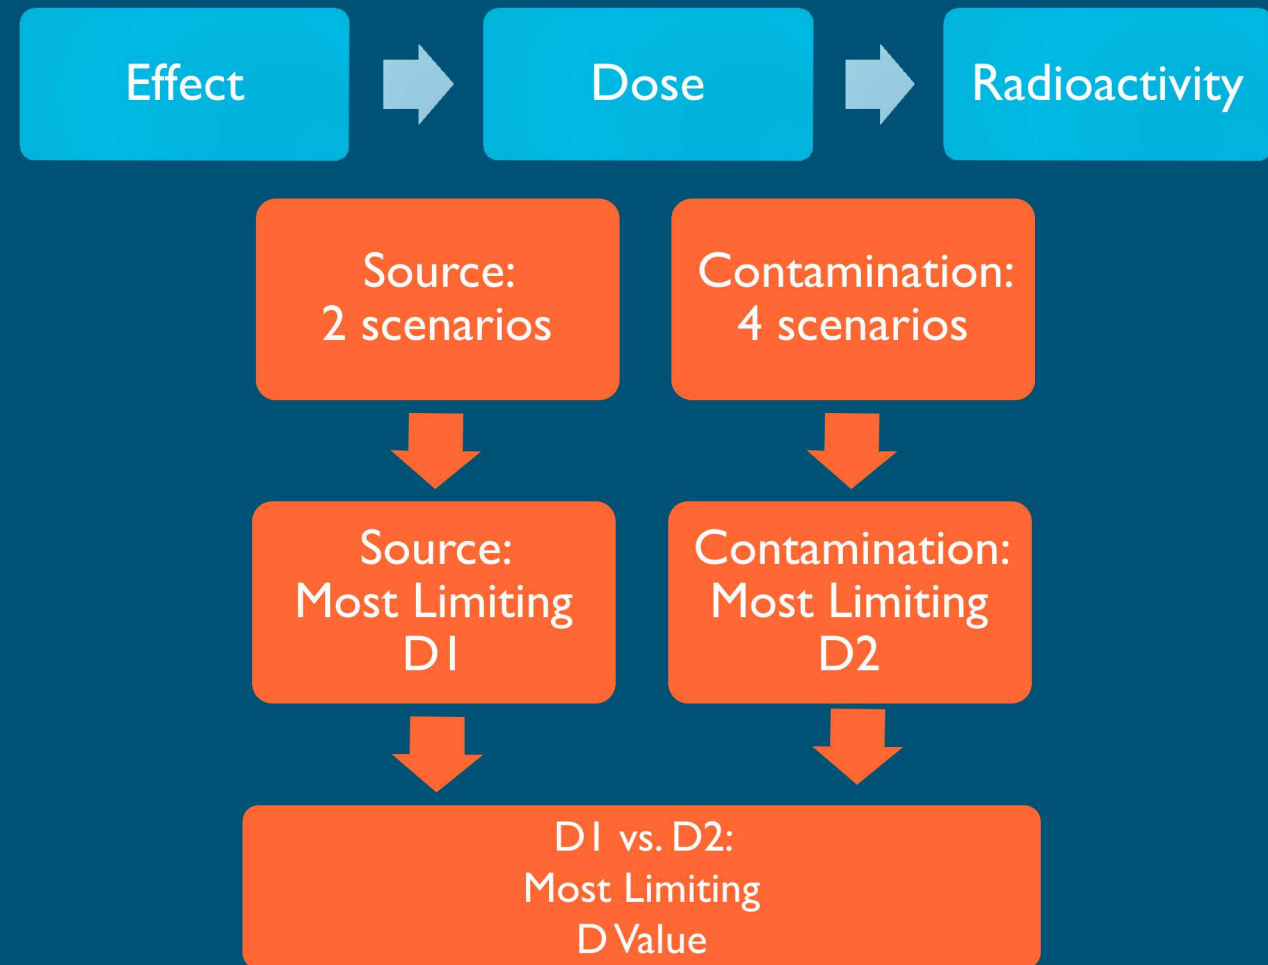 Effect
Dose
Radioactivity
Source:
2 scenarios
Contamination:
4 scenarios
Source:
Most Limiting
D1
Contamination:
Most Limiting
D2
D1 vs. D2:
Most Limiting
D Value